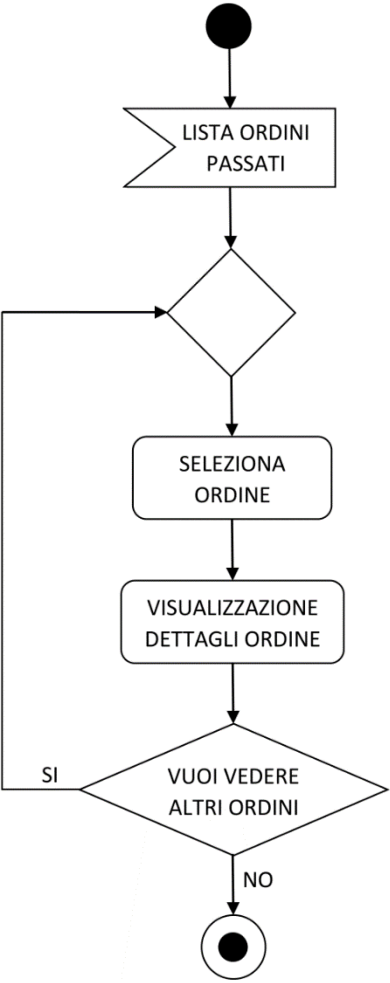 LISTA ORDINI
PASSATI
SELEZIONA
ORDINE
VISUALIZZAZIONE
DETTAGLI ORDINE
VUOI VEDERE
ALTRI ORDINI
SI
NO